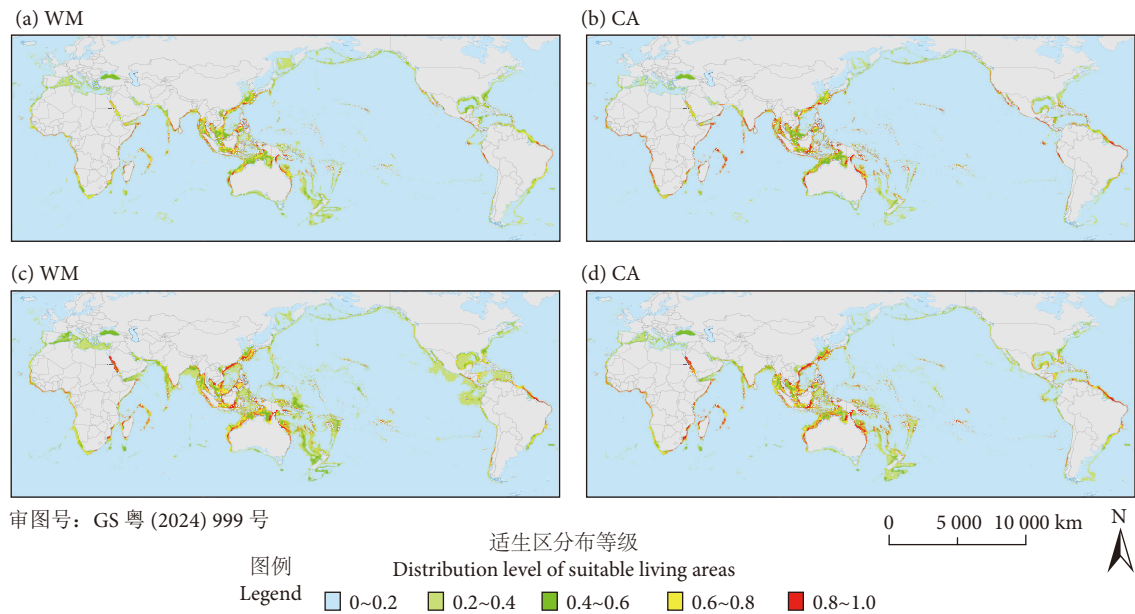 (a) WM
(b) CA
(c) WM
(d) CA
审图号：GS 粤 (2024) 999 号
0 5 000 10 000 km
N
适生区分布等级
图例
Distribution level of suitable living areas
Legend
0~0.2 0.2~0.4 0.4~0.6 0.6~0.8 0.8~1.0